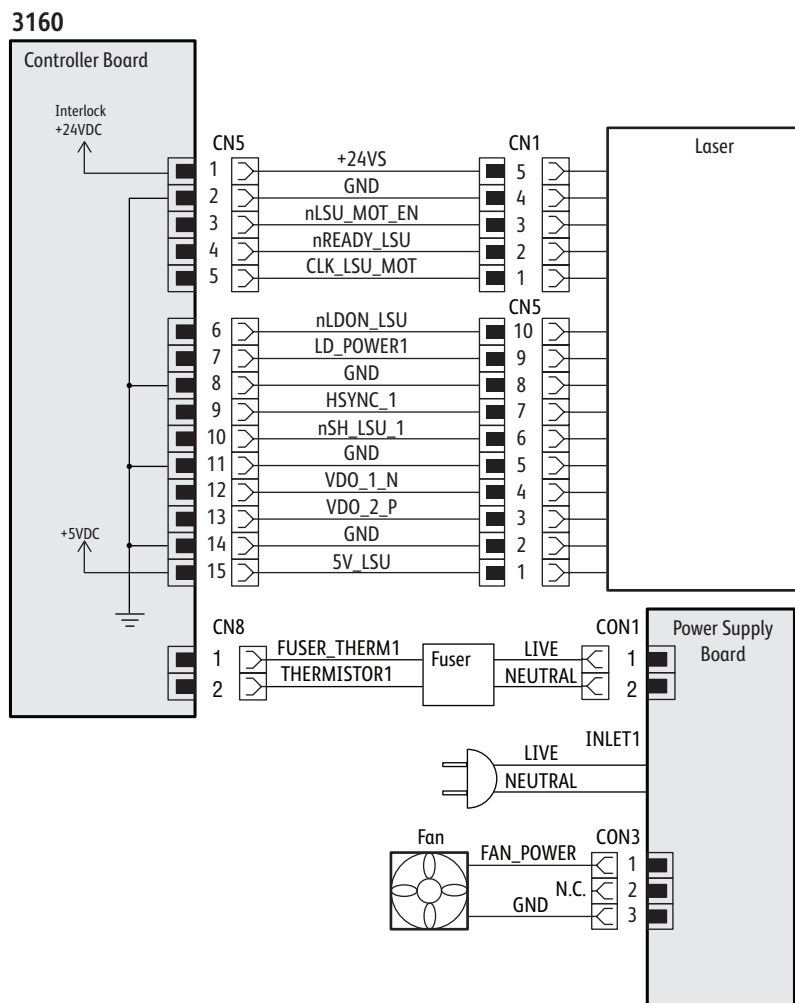 3160
Controller Board
Interlock
+24VDC
CN5 CN1 Laser
1 +24VS 5
2 GND 4
3 nLSU_MOT_EN 3
4 nREADY_LSU 2
5 CLK_LSU_MOT 1
CN5
6 nLDON_LSU 10
7 LD_POWER1 9
8 GND 8
9 HSYNC_1 7
10 nSH_LSU_1 6
11 GND 5
12 VDO_1_N 4
13 VDO_2_P 3
+5VDC
14 GND 2
15 5V_LSU 1
CN8 CON1 Power Supply
Board
1 FUSER_THERM1 Fuser LIVE 1
2 THERMISTOR1 NEUTRAL 2
INLET1
LIVE
NEUTRAL
Fan CON3
FAN_POWER 1
N.C. 2
GND 3